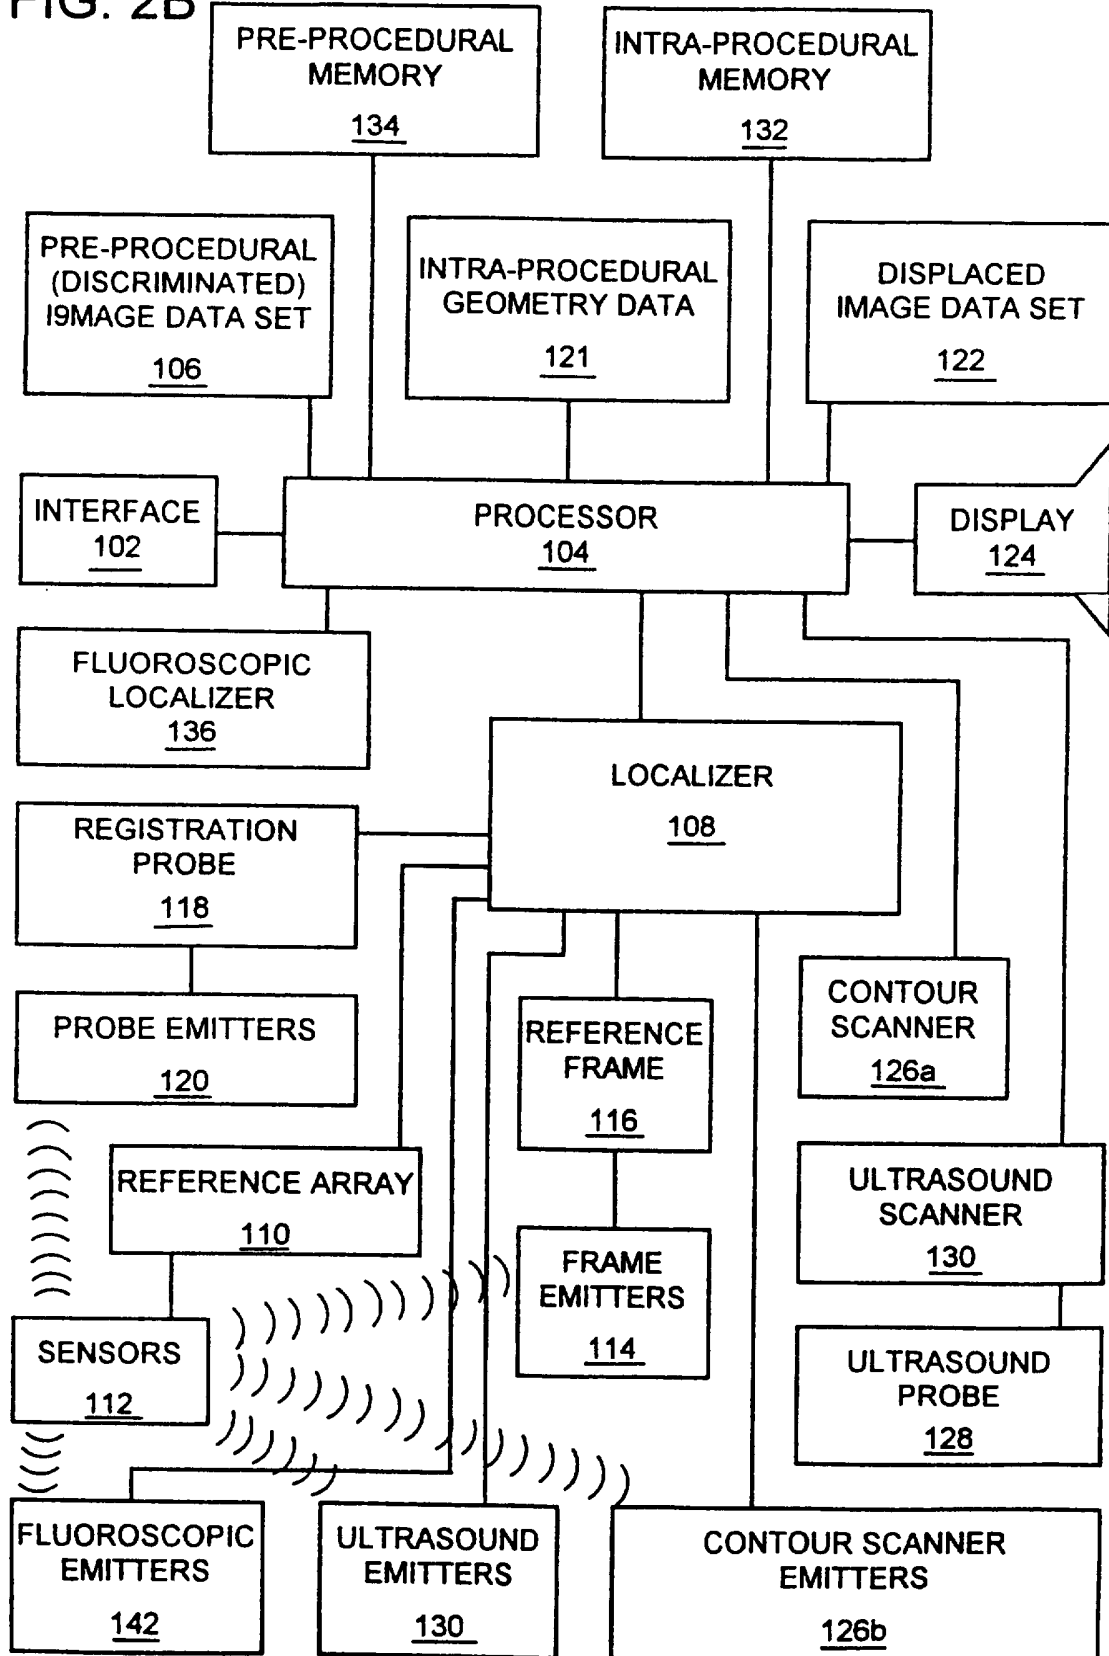 FIG. 2B
PRE-PROCEDURAL
MEMORY
134
INTRA-PROCEDURAL
MEMORY
132
PRE-PROCEDURAL
(DISCRIMINATED)
I9MAGE DATA SET
106
INTRA-PROCEDURAL
GEOMETRY DATA
121
DISPLACED
IMAGE DATA SET
122
INTERFACE
102
PROCESSOR
104
DISPLAY
124
FLUOROSCOPIC
LOCALIZER
136
LOCALIZER
108
REGISTRATION
PROBE
118
PROBE EMITTERS
120
REFERENCE
FRAME
116
CONTOUR
SCANNER
126a
REFERENCE ARRAY
110
FRAME
EMITTERS
114
ULTRASOUND
SCANNER
130
SENSORS
112
ULTRASOUND
PROBE
128
FLUOROSCOPIC
EMITTERS
142
ULTRASOUND
EMITTERS
130
CONTOUR SCANNER
EMITTERS
126b